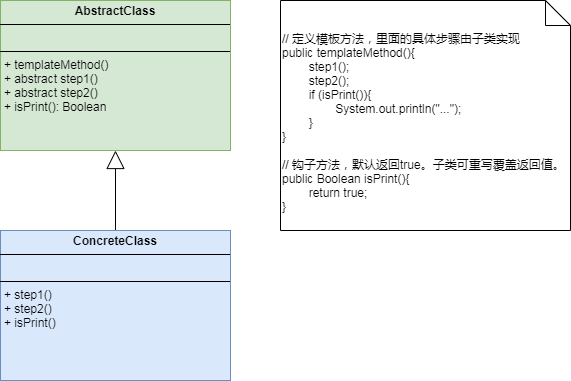 AbstractClass
+ templateMethod()
+ abstract step1()
+ abstract step2()
+ isPrint(): Boolean
ConcreteClass
+ step1()
+ step2()
+ isPrint()
// 定义模板方法，里面的具体步骤由子类实现
public templateMethod(){
step1();
step2();
if (isPrint()){
System.out.println("...");
}
}
// 钩子方法，默认返回true。子类可重写覆盖返回值。
public Boolean isPrint(){
return true;
}